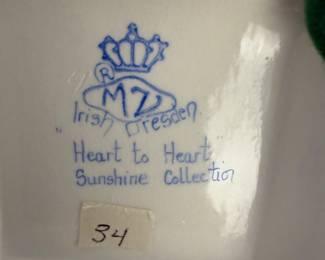 ®
MZ
Irish Dresden
Heart to Heart
Sunshine Collection
34